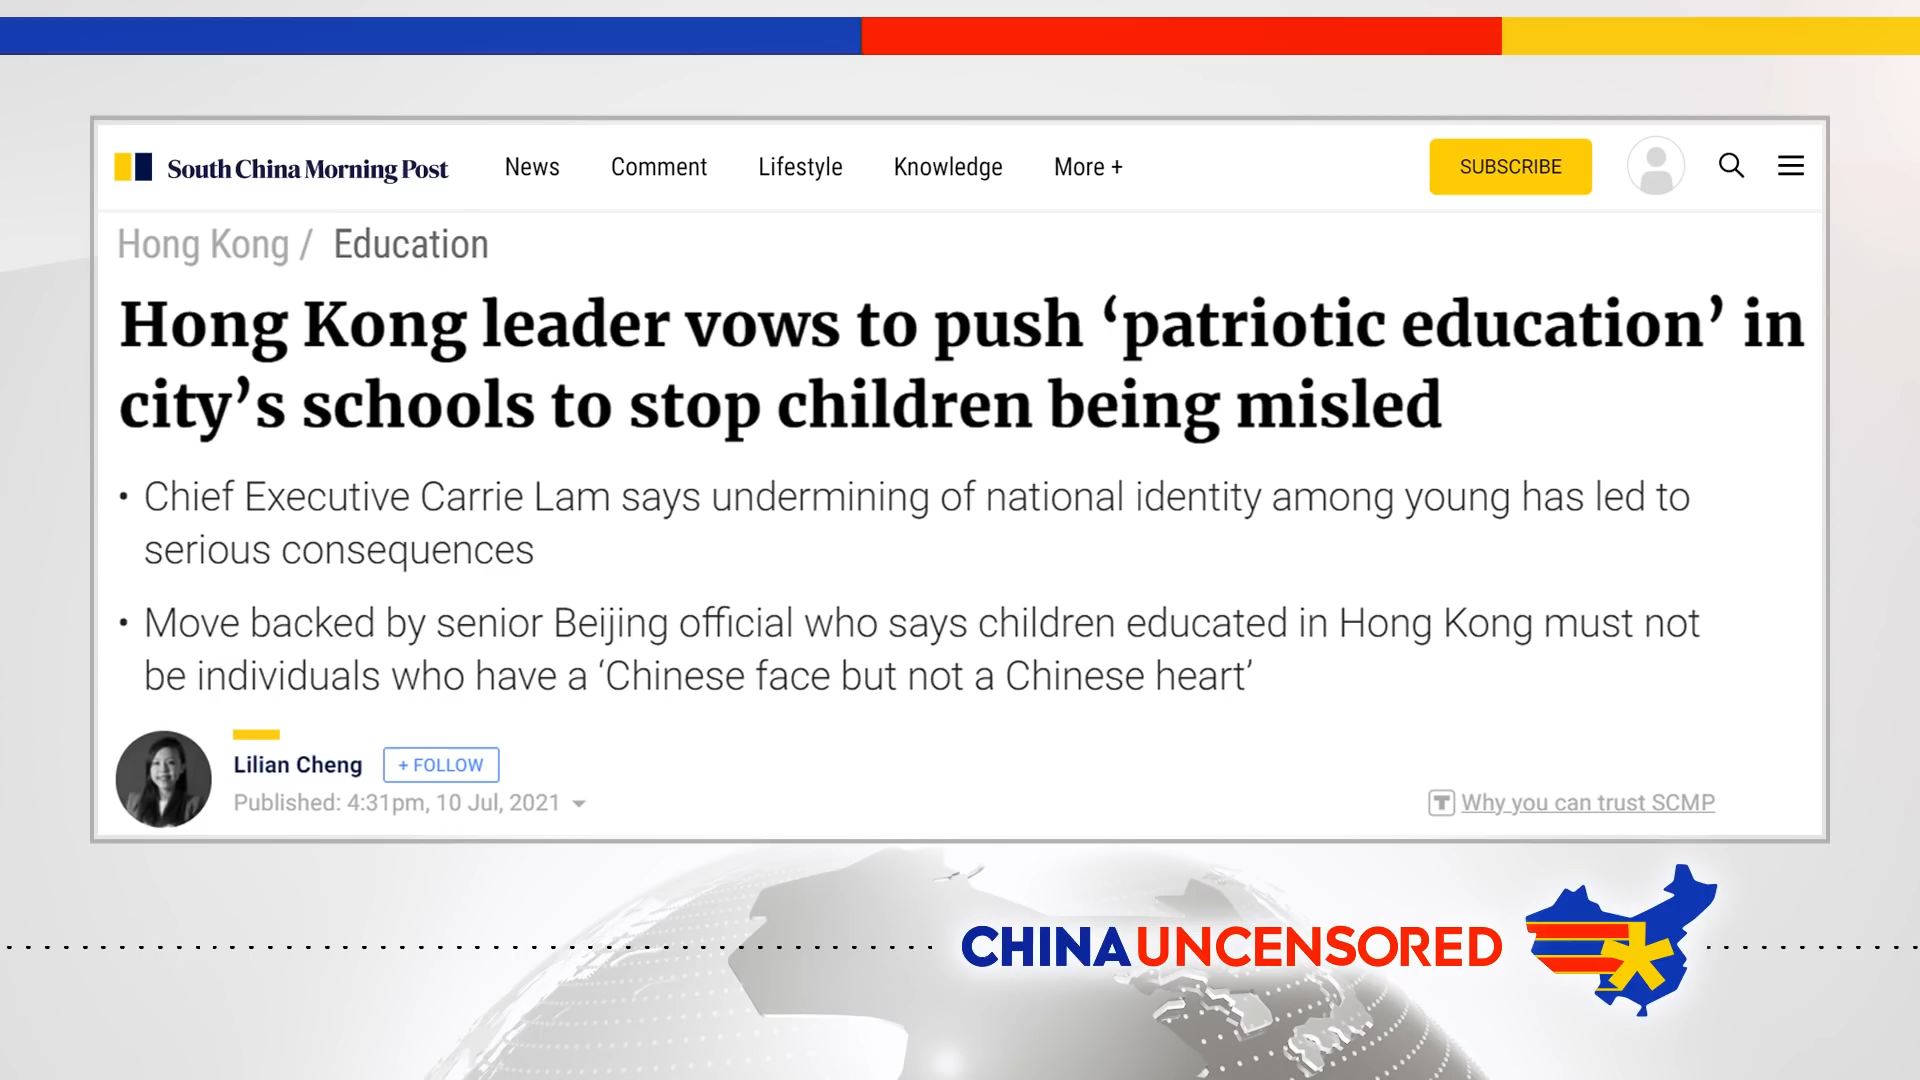 South China Morning Post News Comment Lifestyle Knowledge More + SUBSCRIBE
Hong Kong / Education
Hong Kong leader vows to push ‘patriotic education’ in
city’s schools to stop children being misled
• Chief Executive Carrie Lam says undermining of national identity among young has led to
serious consequences
• Move backed by senior Beijing official who says children educated in Hong Kong must not
be individuals who have a ‘Chinese face but not a Chinese heart’
Lilian Cheng + FOLLOW
Published: 4:31pm, 10 Jul, 2021
T Why you can trust SCMP
CHINA UNCENSORED